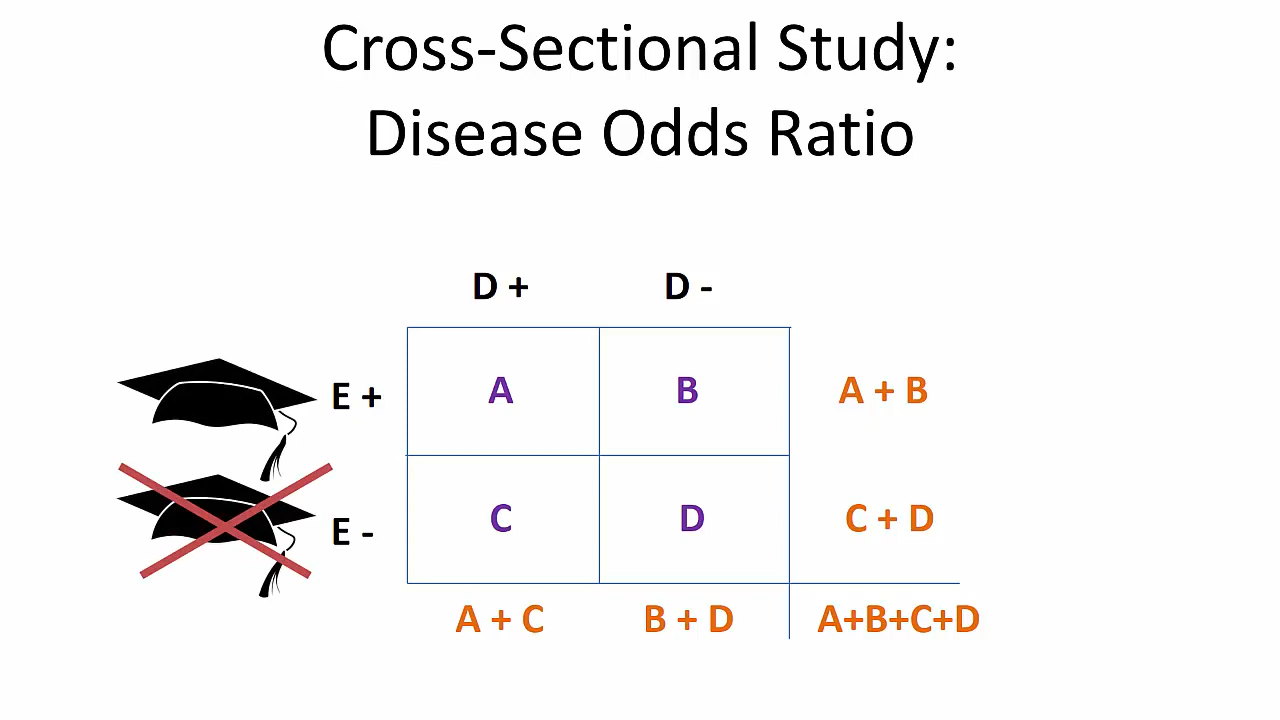 Cross-Sectional Study:
Disease Odds Ratio
D + D -
E + A B A + B
E - C D C + D
A + C B + D A+B+C+D